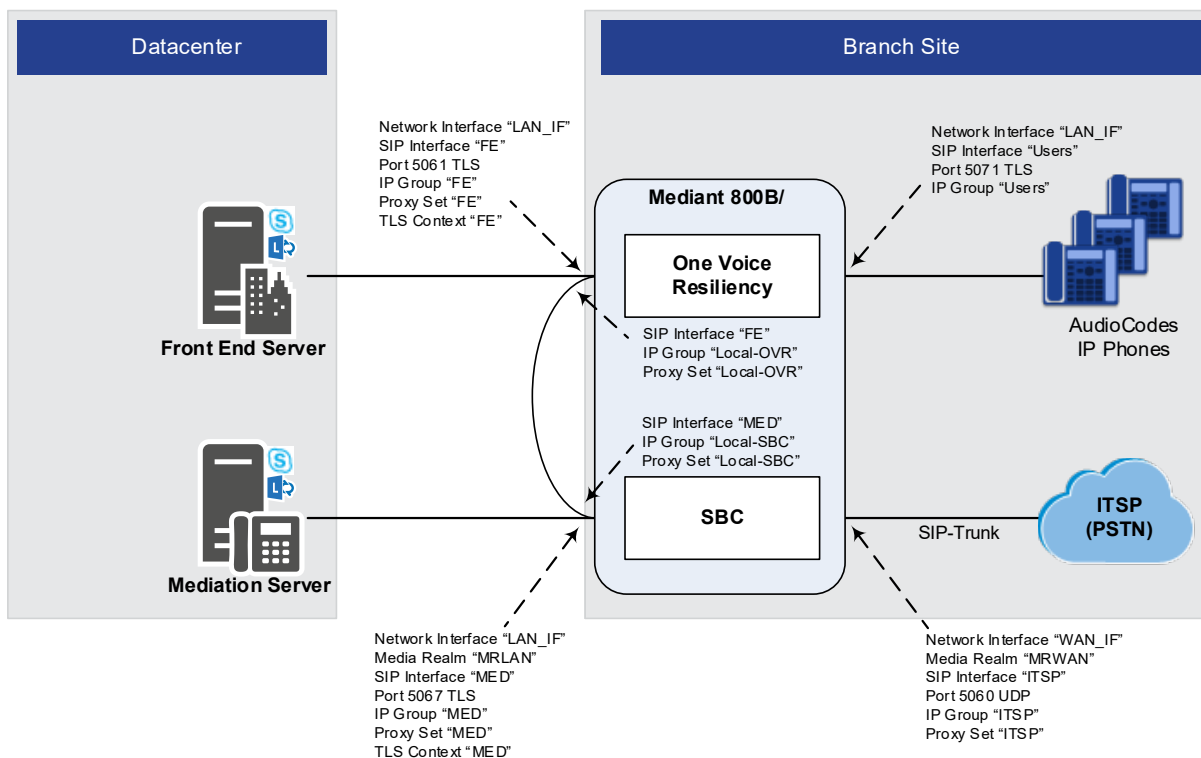 Datacenter
Branch Site
Network Interface “LAN_IF”
SIP Interface “FE”
Port 5061 TLS
IP Group “FE”
Proxy Set “FE”
TLS Context “FE”
Network Interface “LAN_IF”
SIP Interface “Users”
Port 5071 TLS
IP Group “Users”
Mediant 800B/
One Voice
Resiliency
S
L
Front End Server
SIP Interface “FE”
IP Group “Local-OVR”
Proxy Set “Local-OVR”
AudioCodes
IP Phones
SIP Interface “MED”
IP Group “Local-SBC”
Proxy Set “Local-SBC”
S
L
Mediation Server
SBC
SIP-Trunk
ITSP
(PSTN)
Network Interface “LAN_IF”
Media Realm “MRLAN”
SIP Interface “MED”
Port 5067 TLS
IP Group “MED”
Proxy Set “MED”
TLS Context “MED”
Network Interface “WAN_IF”
Media Realm “MRWAN”
SIP Interface “ITSP”
Port 5060 UDP
IP Group “ITSP”
Proxy Set “ITSP”